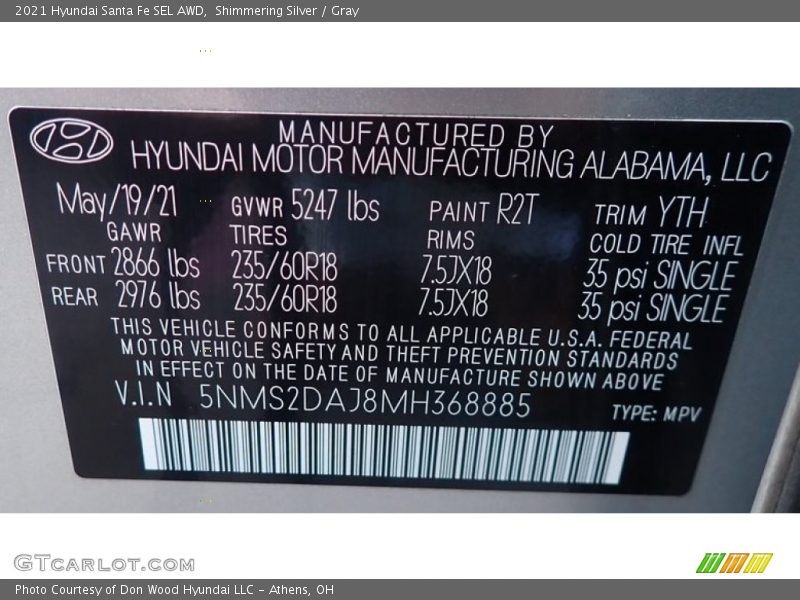 2021 Hyundai Santa Fe SEL AWD,  Shimmering Silver / Gray
MANUFACTURED BY
HYUNDAI MOTOR MANUFACTURING ALABAMA, LLC
May/19/21 GVWR 5247 lbs PAINT R2T TRIM YTH
GAWR TIRES RIMS COLD TIRE INFL
FRONT 2866 lbs 235/60R18 7.5JX18 35 psi SINGLE
REAR 2976 lbs 235/60R18 7.5JX18 35 psi SINGLE
THIS VEHICLE CONFORMS TO ALL APPLICABLE U.S.A. FEDERAL
MOTOR VEHICLE SAFETY AND THEFT PREVENTION STANDARDS
IN EFFECT ON THE DATE OF MANUFACTURE SHOWN ABOVE
V.I.N 5NMS2DAJ8MH368885 TYPE: MPV
GTCARLOT.COM
Photo Courtesy of Don Wood Hyundai LLC - Athens, OH